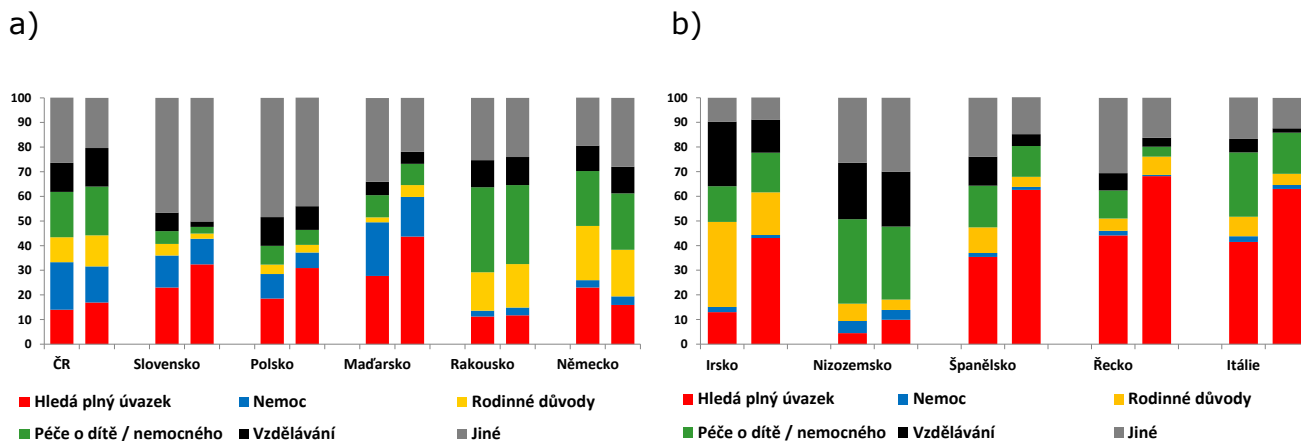 a)
100
90
80
70
60
50
40
30
20
10
0
ČR Slovensko Polsko Maďarsko Rakousko Německo
Hledá plný úvazek Nemoc Rodinné důvody
Péče o dítě / nemocného Vzdělávání Jiné
b)
100
90
80
70
60
50
40
30
20
10
0
Irsko Nizozemsko Španělsko Řecko Itálie
Hledá plný úvazek Nemoc Rodinné důvody
Péče o dítě / nemocného Vzdělávání Jiné